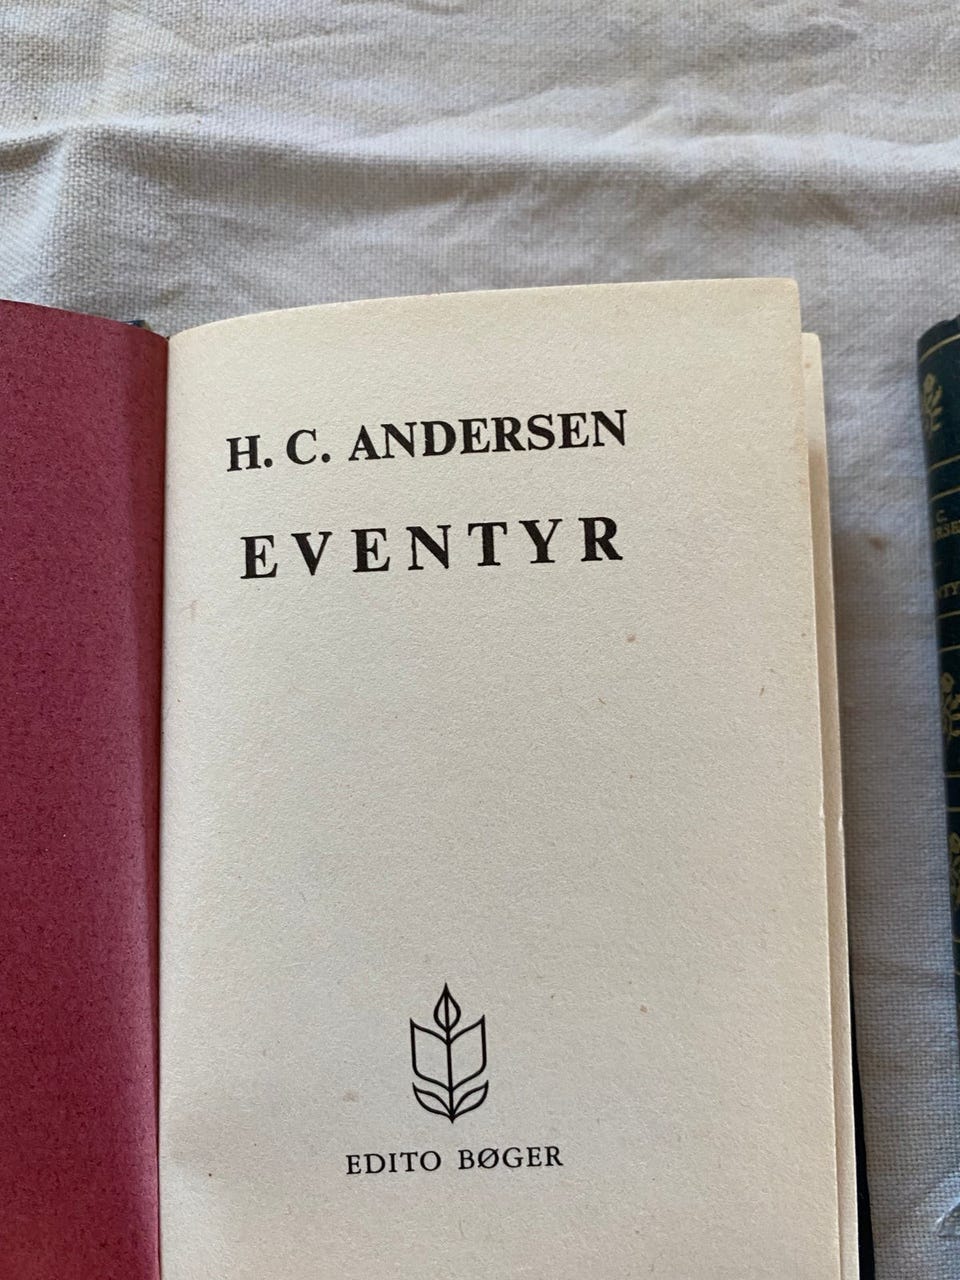 H. C. ANDERSEN
EVENTYR
EDITO BØGER
C.